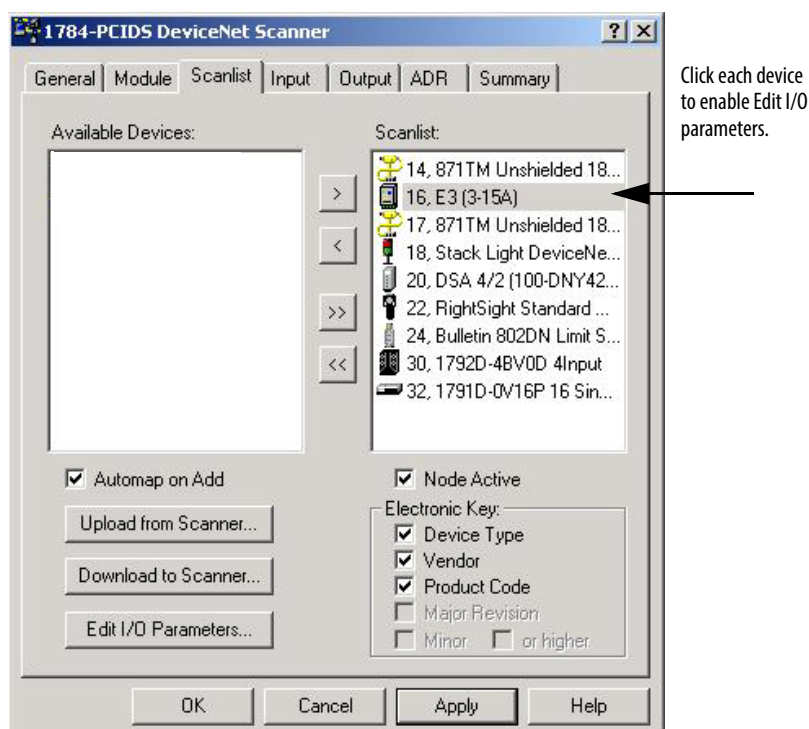 1784-PCIDS DeviceNet Scanner
General Module Scanlist Input Output ADR Summary
Click each device
to enable Edit I/O
parameters.
Available Devices:
Scanlist:
14, 871TM Unshielded 18...
16, E3 (3-15A)
17, 871TM Unshielded 18...
18, Stack Light DeviceNe...
20, DSA 4/2 (100-DNY42...
22, RightSight Standard ...
24, Bulletin 802DN Limit S...
30, 1792D-4BV0D 4Input
32, 1791D-0V16P 16 Sin...
>
<
>>
<<
Automap on Add
Upload from Scanner...
Download to Scanner...
Edit I/O Parameters...
Node Active
Electronic Key:
Device Type
Vendor
Product Code
Major Revision
Minor or higher
OK Cancel Apply Help